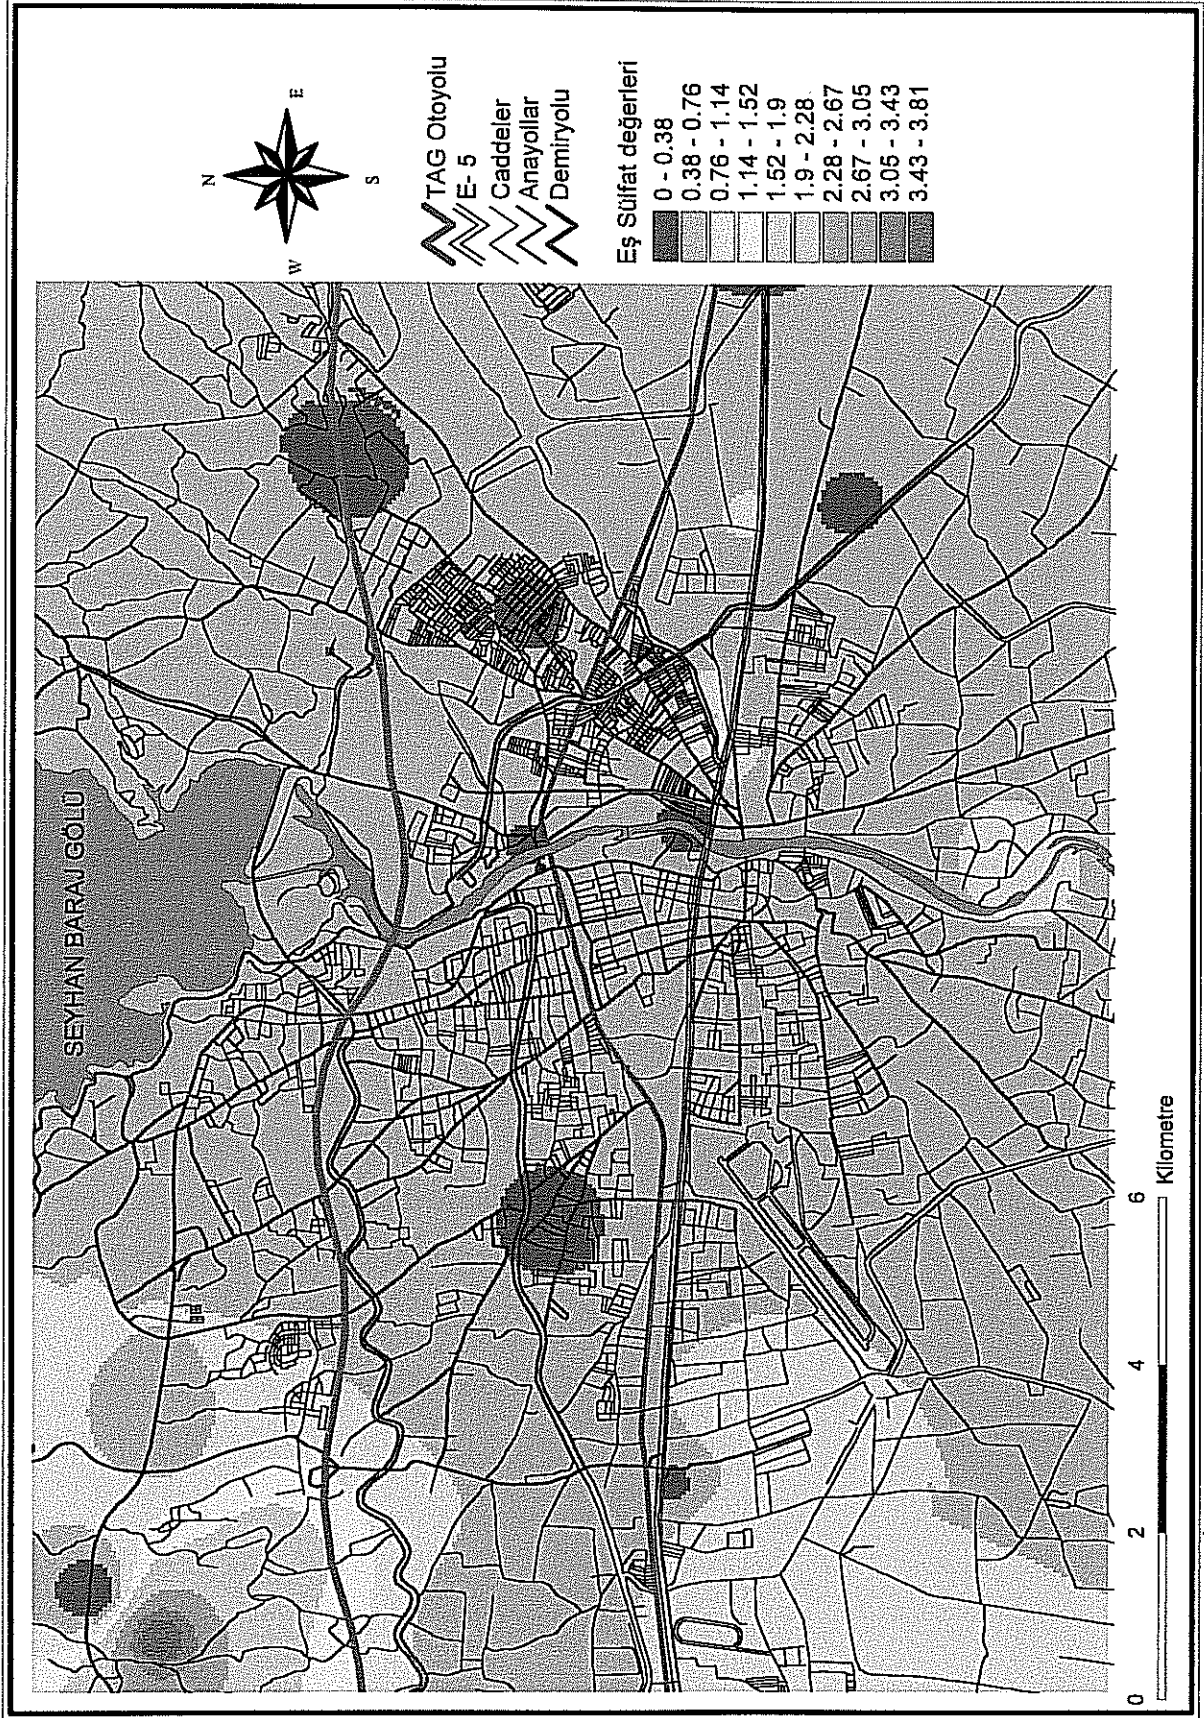 N
W
E
S
TAG Otoyolu
E- 5
Caddeler
Anayollar
Demiryolu
Eş Sülfat değerleri
0 - 0.38
0.38 - 0.76
0.76 - 1.14
1.14 - 1.52
1.52 - 1.9
1.9 - 2.28
2.28 - 2.67
2.67 - 3.05
3.05 - 3.43
3.43 - 3.81
SEYHAN BARAJ GÖLÜ
0 2 4 6 Kilometre